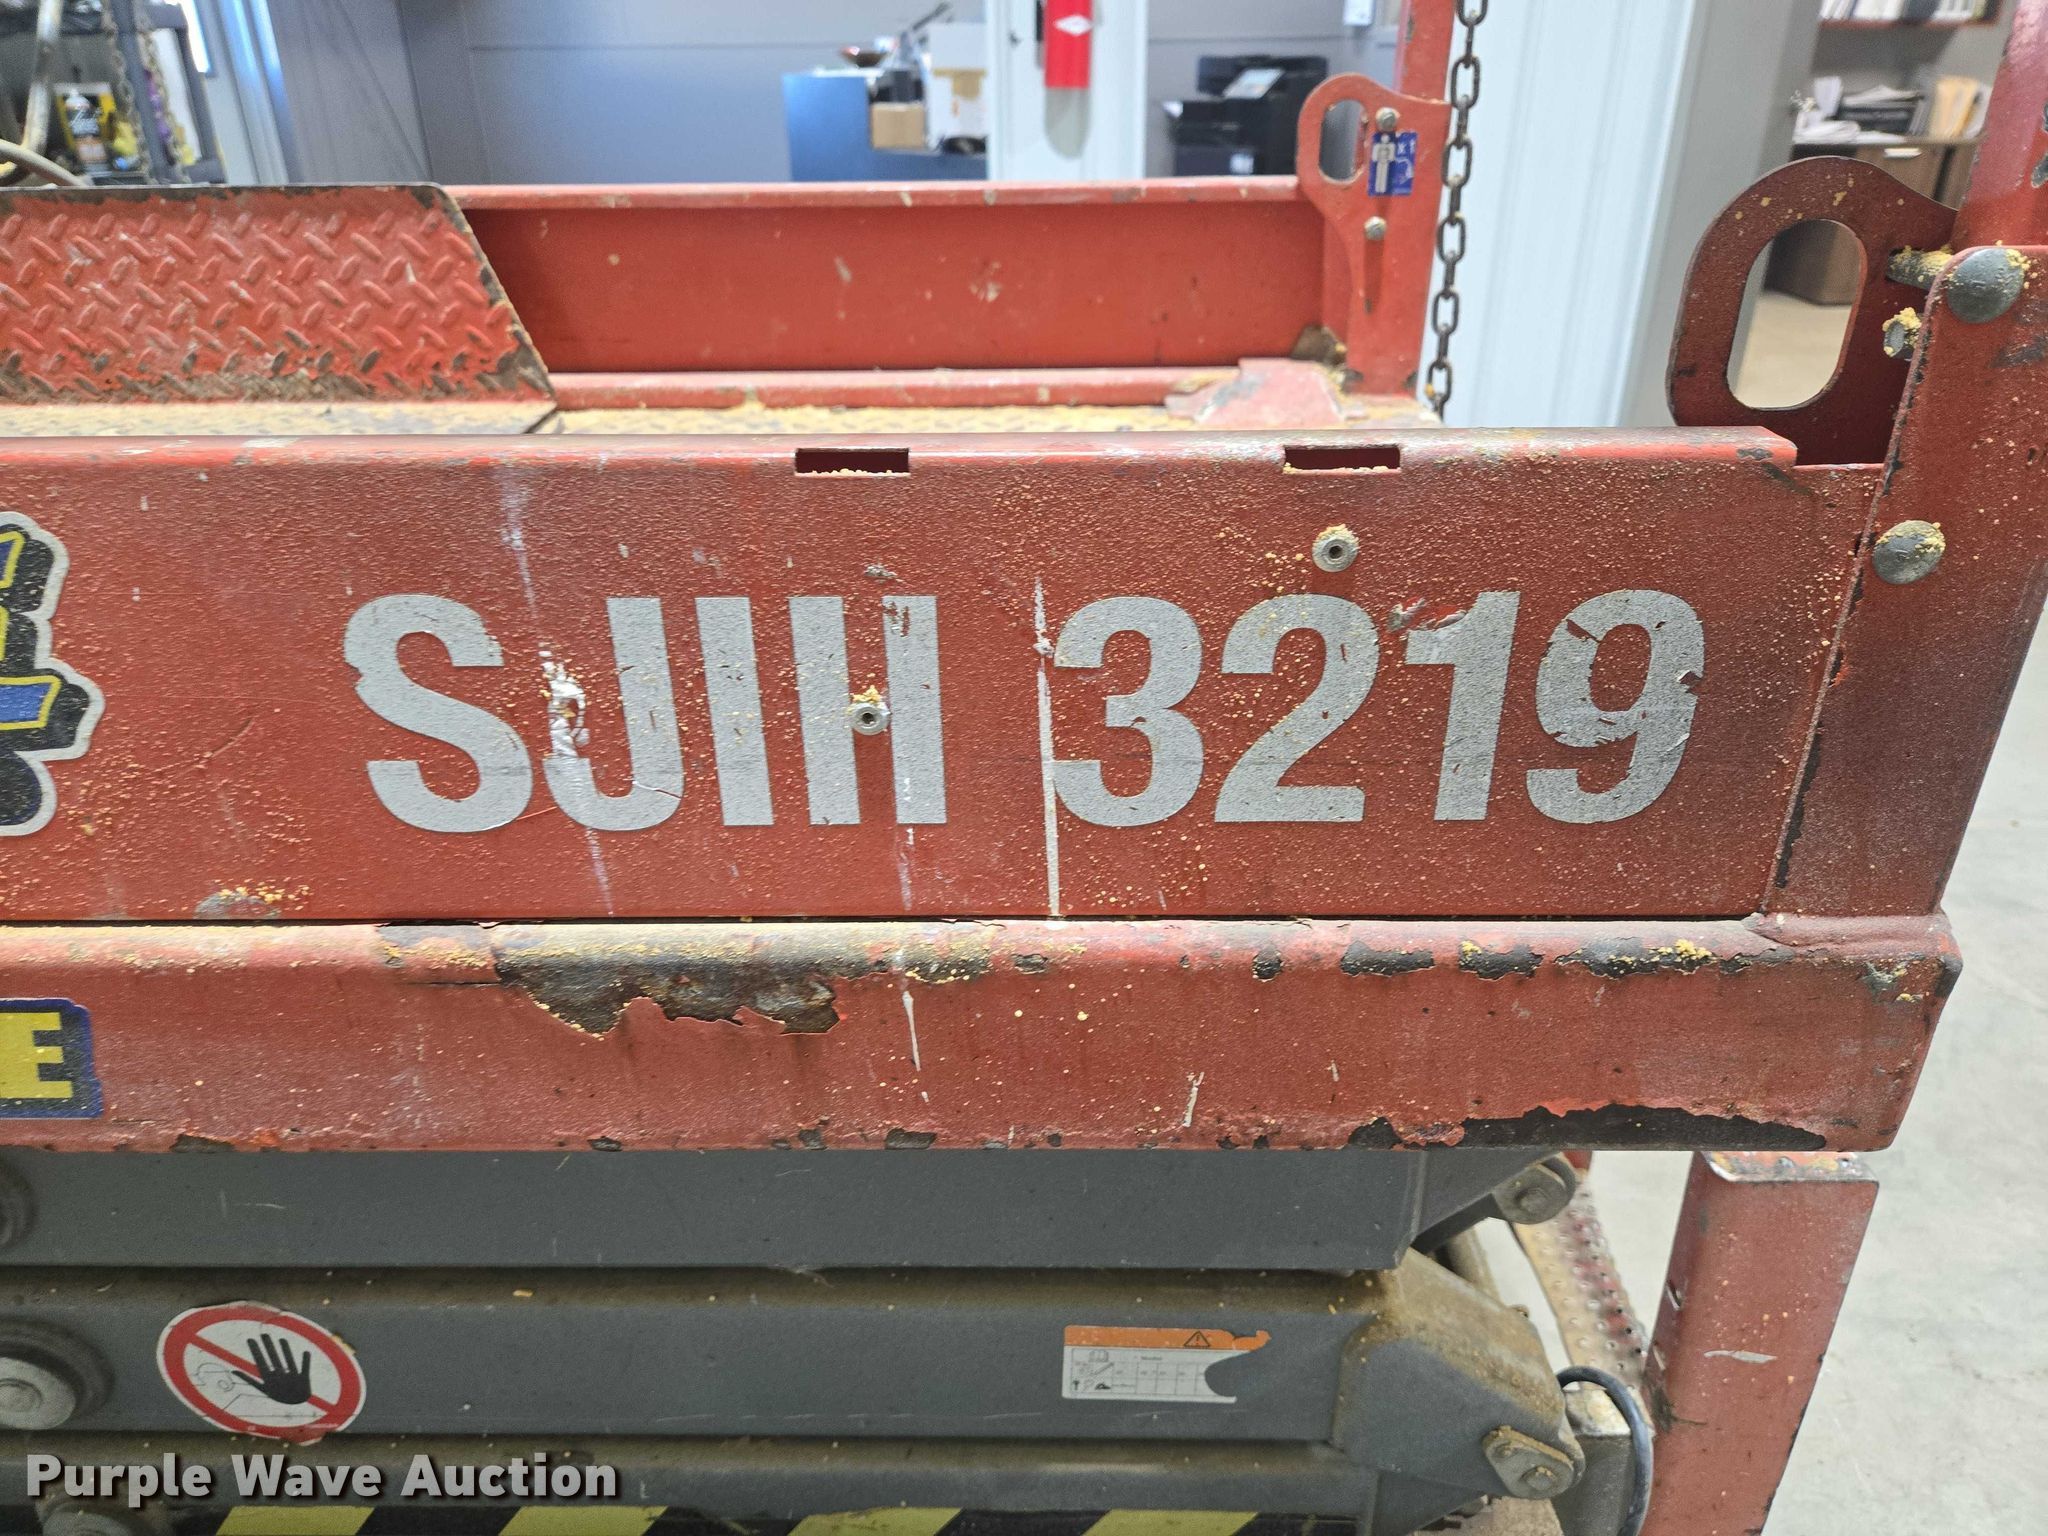 SJIII 3219
E
Purple Wave Auction